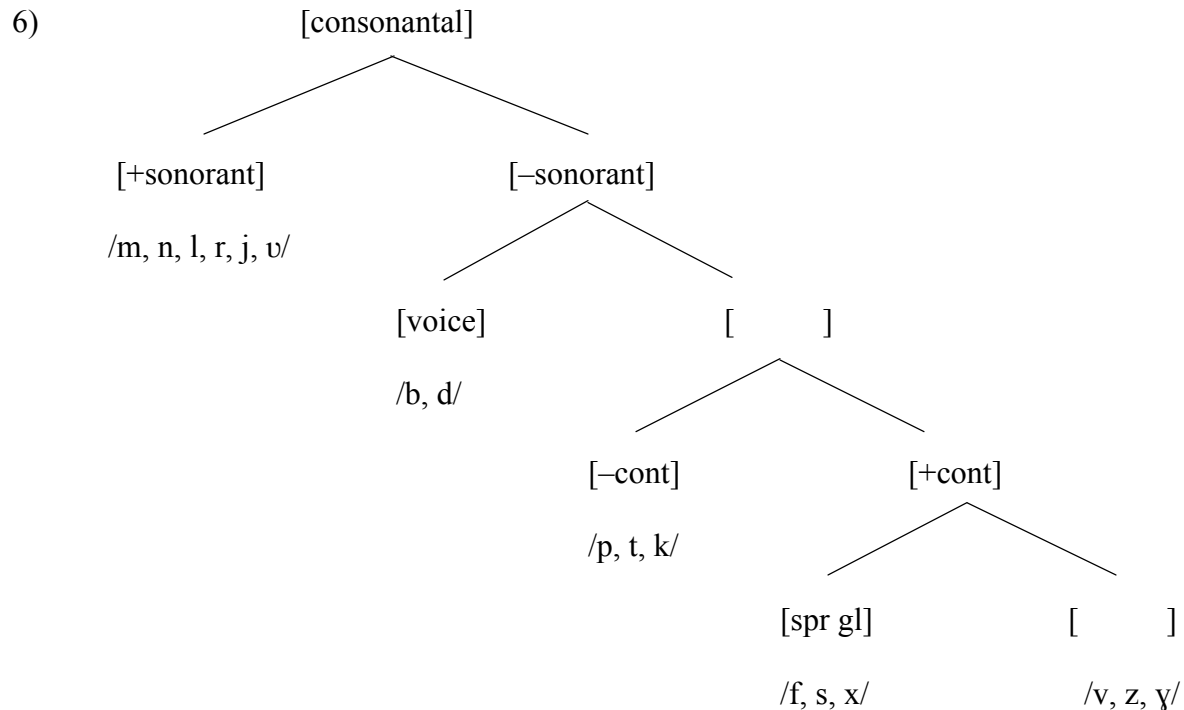 6) [consonantal]
[+sonorant] [–sonorant]
/m, n, l, r, j, ʋ/
[voice] [ ]
/b, d/
[–cont] [+cont]
/p, t, k/
[spr gl] [ ]
/f, s, x/ /v, z, ɣ/